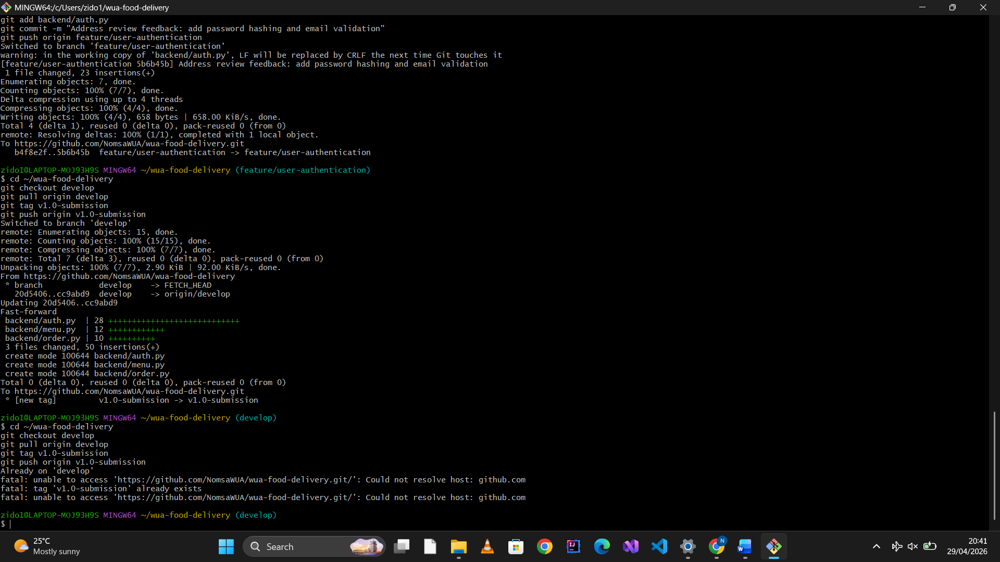 MINGW64:/c/Users/zido1/wua-food-delivery
git add backend/auth.py
git commit -m "Address review feedback: add password hashing and email validation"
git push origin feature/user-authentication
Switched to branch 'feature/user-authentication'
warning: in the working copy of 'backend/auth.py', LF will be replaced by CRLF the next time Git touches it
[feature/user-authentication 5b6b45b] Address review feedback: add password hashing and email validation
 1 file changed, 23 insertions(+)
Enumerating objects: 7, done.
Counting objects: 100% (7/7), done.
Delta compression using up to 4 threads
Compressing objects: 100% (4/4), done.
Writing objects: 100% (4/4), 658 bytes | 658.00 KiB/s, done.
Total 4 (delta 1), reused 0 (delta 0), pack-reused 0 (from 0)
remote: Resolving deltas: 100% (1/1), completed with 1 local object.
To https://github.com/NomsaWUA/wua-food-delivery.git
   b4f8e2f..5b6b45b  feature/user-authentication -> feature/user-authentication
zido1@LAPTOP-MOJ93H9S MINGW64 ~/wua-food-delivery (feature/user-authentication)
$ cd ~/wua-food-delivery
git checkout develop
git pull origin develop
git tag v1.0-submission
git push origin v1.0-submission
Switched to branch 'develop'
remote: Enumerating objects: 15, done.
remote: Counting objects: 100% (15/15), done.
remote: Compressing objects: 100% (7/7), done.
remote: Total 7 (delta 3), reused 0 (delta 0), pack-reused 0 (from 0)
Unpacking objects: 100% (7/7), 2.90 KiB | 92.00 KiB/s, done.
From https://github.com/NomsaWUA/wua-food-delivery
 * branch            develop    -> FETCH_HEAD
   20d5406..cc9abd9  develop    -> origin/develop
Updating 20d5406..cc9abd9
Fast-forward
 backend/auth.py  | 28 ++++++++++++++++++++++++++++
 backend/menu.py  | 12 ++++++++++++
 backend/order.py | 10 ++++++++++
 3 files changed, 50 insertions(+)
 create mode 100644 backend/auth.py
 create mode 100644 backend/menu.py
 create mode 100644 backend/order.py
Total 0 (delta 0), reused 0 (delta 0), pack-reused 0 (from 0)
To https://github.com/NomsaWUA/wua-food-delivery.git
 * [new tag]         v1.0-submission -> v1.0-submission
zido1@LAPTOP-MOJ93H9S MINGW64 ~/wua-food-delivery (develop)
$ cd ~/wua-food-delivery
git checkout develop
git pull origin develop
git tag v1.0-submission
git push origin v1.0-submission
Already on 'develop'
fatal: unable to access 'https://github.com/NomsaWUA/wua-food-delivery.git/': Could not resolve host: github.com
fatal: tag 'v1.0-submission' already exists
fatal: unable to access 'https://github.com/NomsaWUA/wua-food-delivery.git/': Could not resolve host: github.com
zido1@LAPTOP-MOJ93H9S MINGW64 ~/wua-food-delivery (develop)
$
25°C
Mostly sunny
Search
IJ
N
W
20:41
29/04/2026